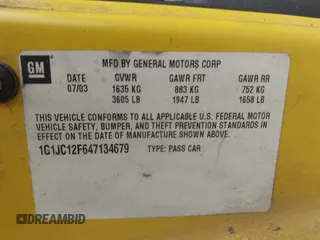 GM
MFD BY GENERAL MOTORS CORP
DATE GVWR GAWR FRT GAWR RR
07/03 1635 KG 883 KG 752 KG
3605 LB 1947 LB 1658 LB
THIS VEHICLE CONFORMS TO ALL APPLICABLE U.S. FEDERAL MOTOR
VEHICLE SAFETY, BUMPER, AND THEFT PREVENTION STANDARDS IN
EFFECT ON THE DATE OF MANUFACTURE SHOWN ABOVE.
1G1JC12F647134679 TYPE: PASS CAR
AUTOHELPERBOT.COM